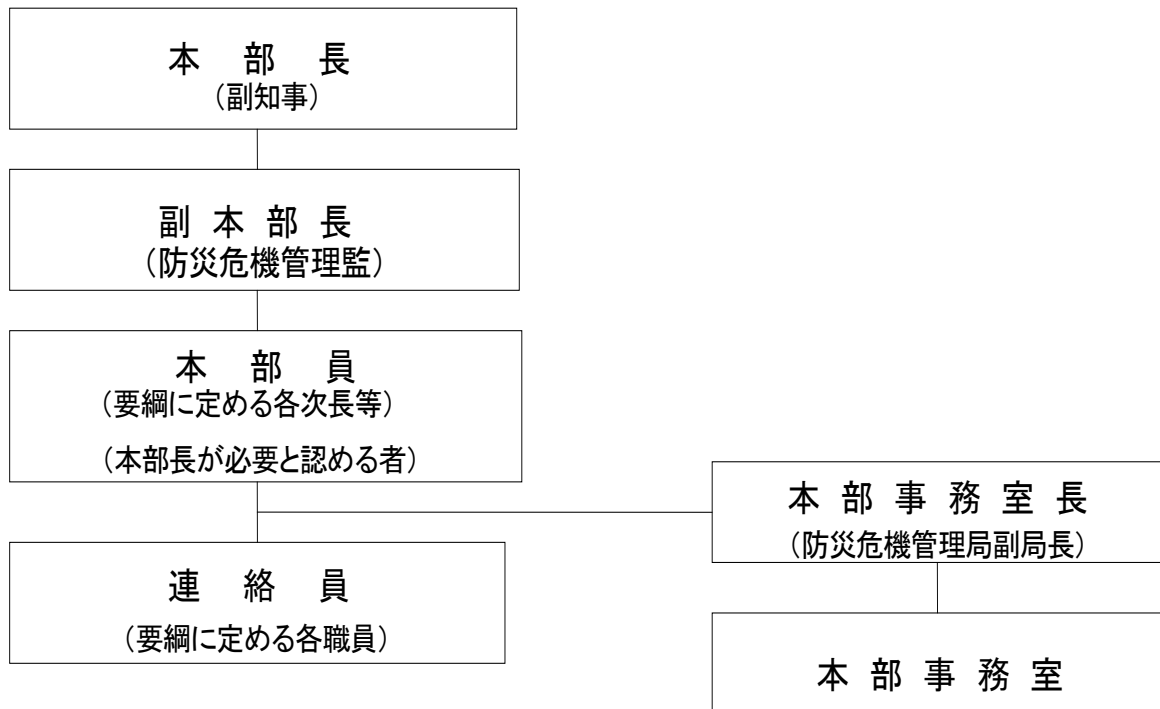 本部長
（副知事）
副本部長
（防災危機管理監）
本部員
（要綱に定める各次長等）
（本部長が必要と認める者）
本部事務室長
（防災危機管理局副局長）
連絡員
（要綱に定める各職員）
本部事務室